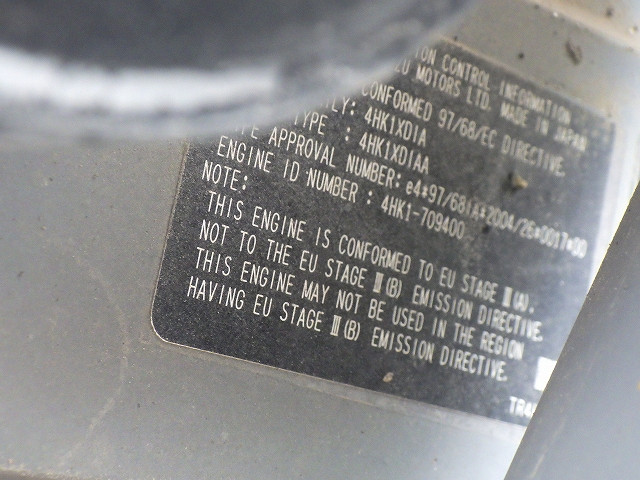 CONTROL INFORMATION
MOTORS LTD. MADE IN JAPAN
CONFORMED 97/68/EC DIRECTIVE.
: 4HK1XDIA
TYPE : 4HK1XDIAA
APPROVAL NUMBER: e4*97/68IA*2004/26*0017*00
ENGINE ID NUMBER : 4HK1-709400
NOTE:
THIS ENGINE IS CONFORMED TO EU STAGE Ⅲ(A),
NOT TO THE EU STAGE Ⅲ(B) EMISSION DIRECTIVE.
THIS ENGINE MAY NOT BE USED IN THE REGION
HAVING EU STAGE Ⅲ(B) EMISSION DIRECTIVE.